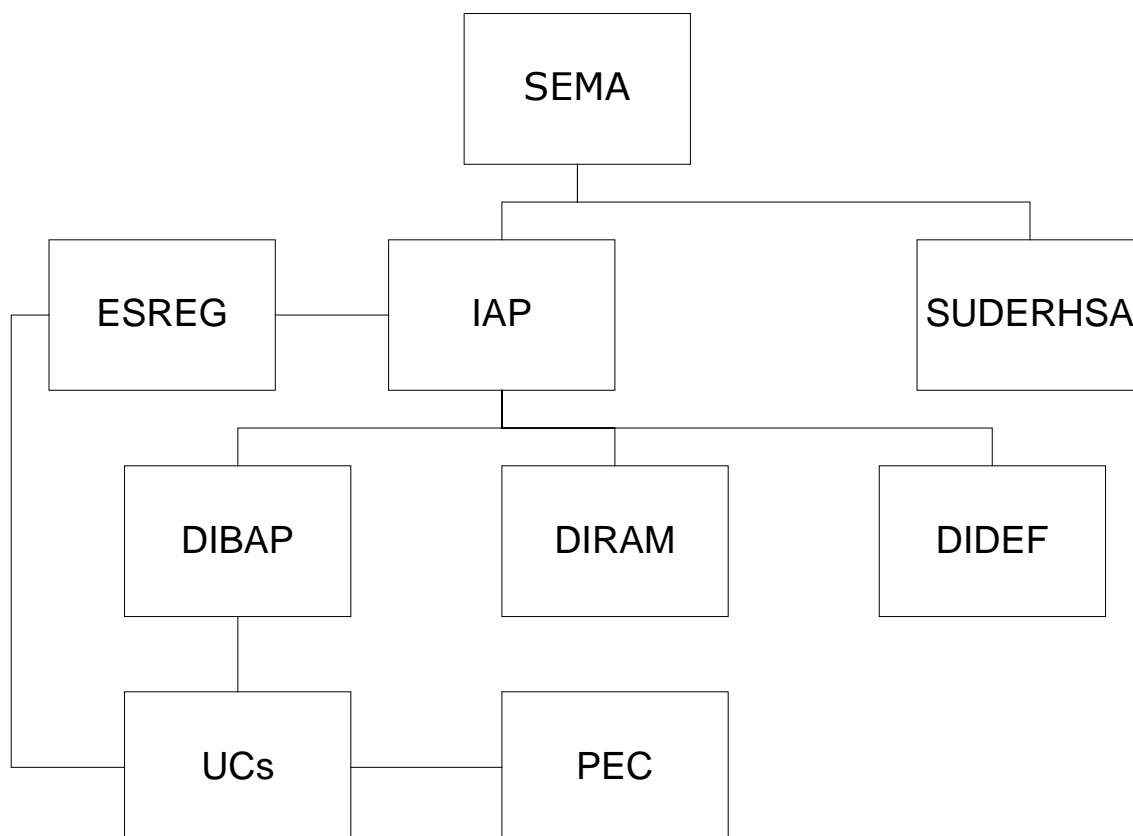 SEMA
ESREG
IAP
SUDERHSA
DIBAP
DIRAM
DIDEF
UCs
PEC